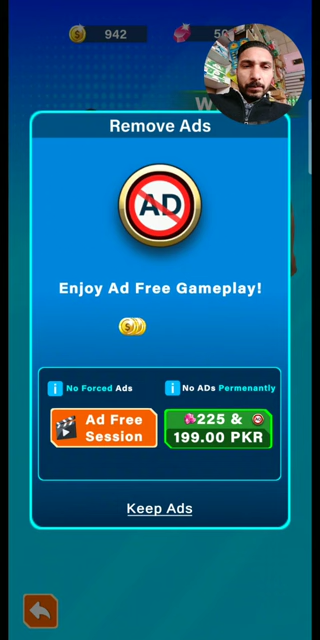 942
Remove Ads
AD
Enjoy Ad Free Gameplay!
No Forced Ads
No ADs Permenantly
Ad Free
Session
225 &
199.00 PKR
Keep Ads